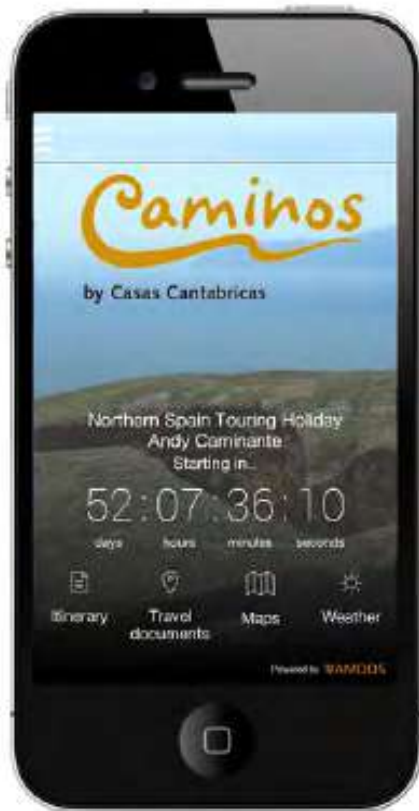 Caminos
by Casas Cantabricas
Northern Spain Touring Holiday
Andy Caminante
Starting in..
52:07:36:10
days hours minutes seconds
Itinerary Travel documents Maps Weather
Powered by VAMOOS